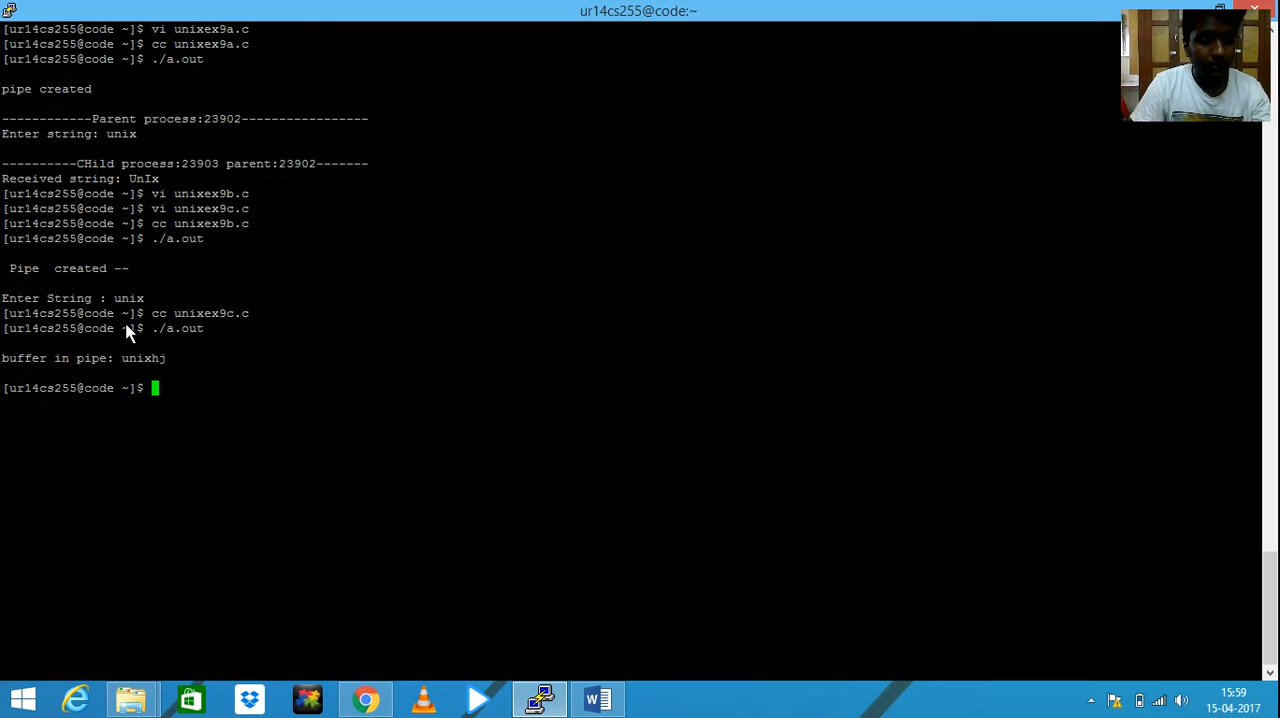 ur14cs255@code:~
[ur14cs255@code ~]$ vi unixex9a.c
[ur14cs255@code ~]$ cc unixex9a.c
[ur14cs255@code ~]$ ./a.out
pipe created
------------Parent process:23902-----------------
Enter string: unix
----------CHild process:23903 parent:23902-------
Received string: UnIx
[ur14cs255@code ~]$ vi unixex9b.c
[ur14cs255@code ~]$ vi unixex9c.c
[ur14cs255@code ~]$ cc unixex9b.c
[ur14cs255@code ~]$ ./a.out
Pipe  created --
Enter String : unix
[ur14cs255@code ~]$ cc unixex9c.c
[ur14cs255@code ~]$ ./a.out
buffer in pipe: unixhj
[ur14cs255@code ~]$
15:59
15-04-2017